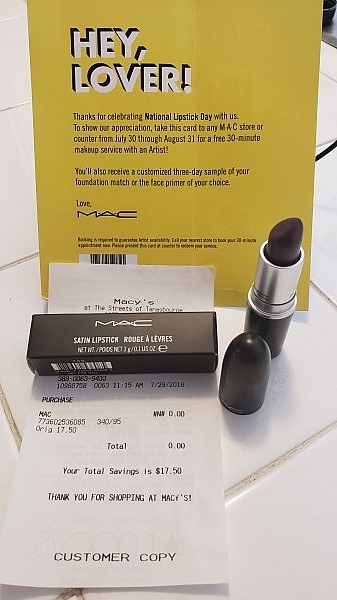 HEY,
LOVER!
Thanks for celebrating National Lipstick Day with us.
To show our appreciation, take this card to any M·A·C store or
counter from July 30 through August 31 for a free 30-minute
makeup service with an Artist!
You'll also receive a customized three-day sample of your
foundation match or the face primer of your choice.
Love,
MAC
Booking is required to guarantee Artist availability. Call your nearest store to book your 30-minute
appointment now. Please present this card at counter to redeem your service.
Macy's
at The Streets of Tanasbourne
MAC
SATIN LIPSTICK ROUGE À LÈVRES
NET WT./POIDS NET 3 g/0.1 US OZ ℮
388-0063-9433
10988758 0063 11:15 AM 7/29/2018
PURCHASE
MAC ## 0.00
773602536085 340/95
Orig 17.50
Total 0.00
Your Total Savings is $17.50
THANK YOU FOR SHOPPING AT MACY'S!
CUSTOMER COPY